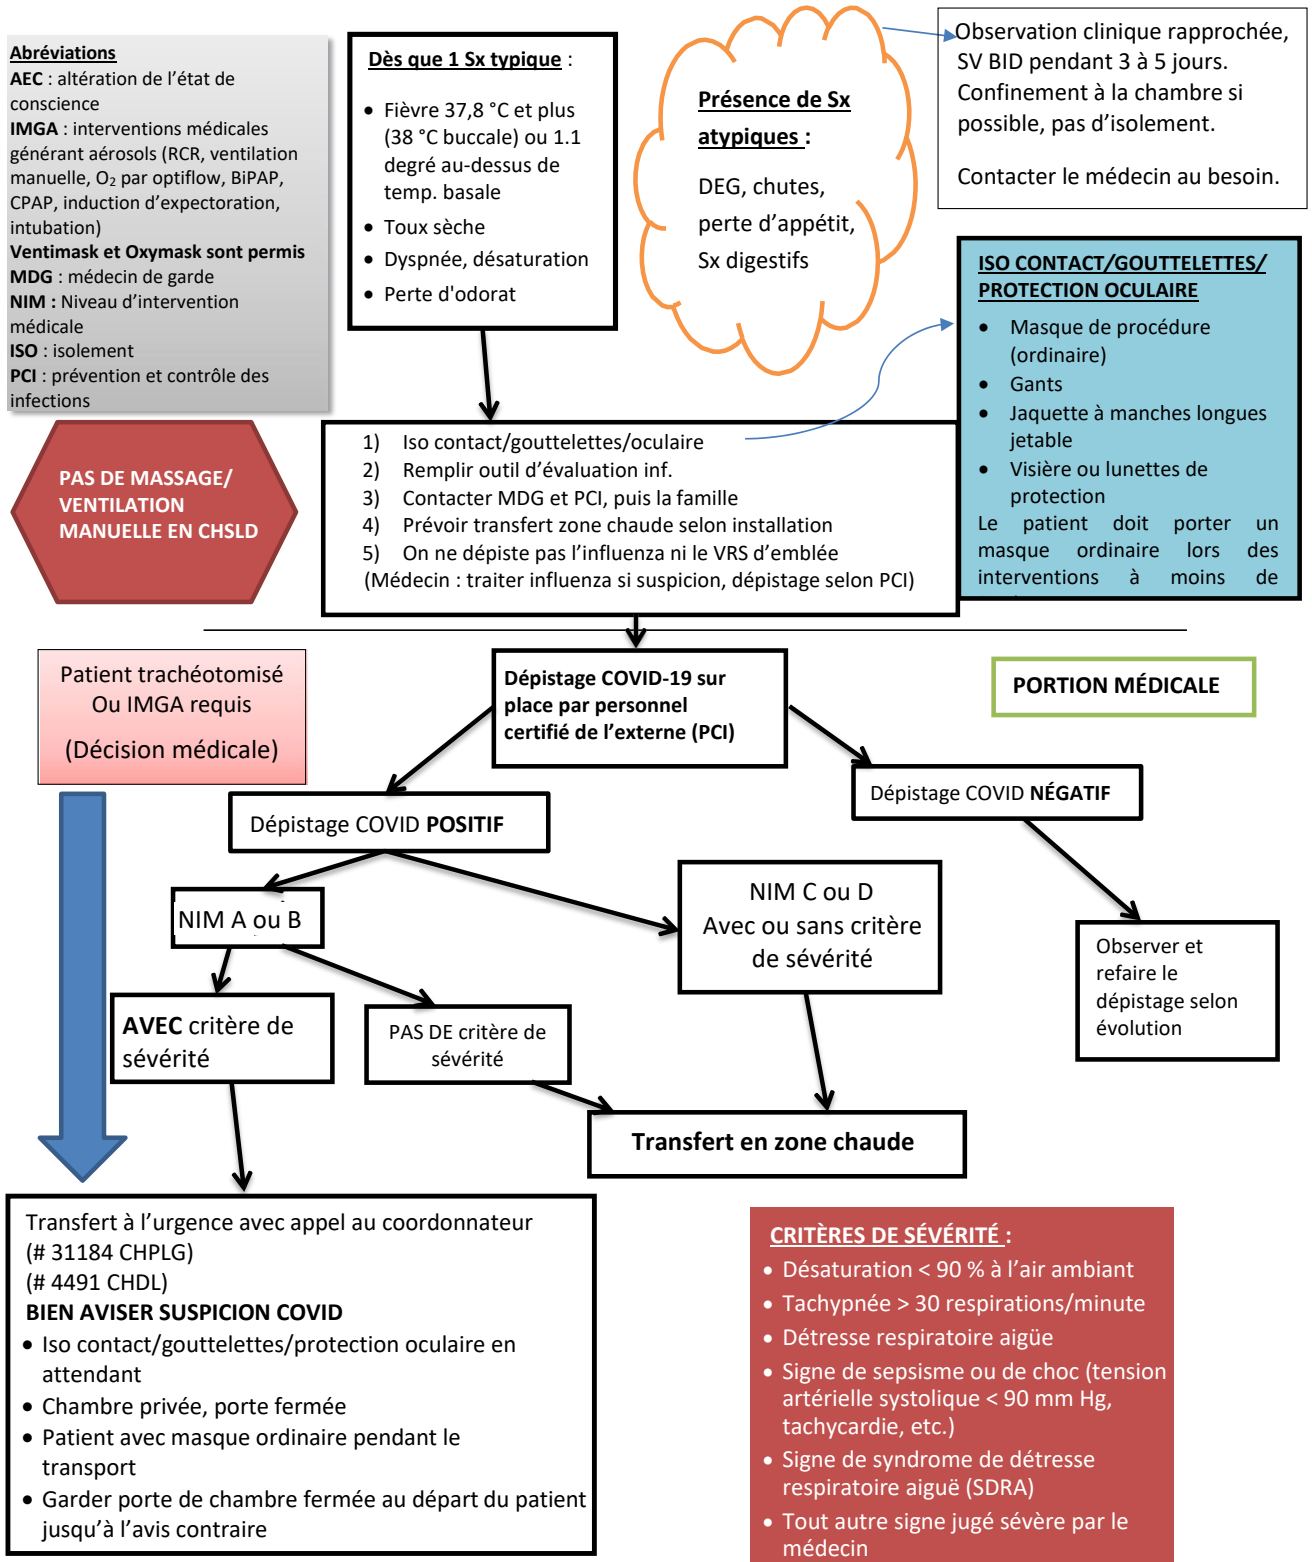 Abréviations
AEC : altération de l'état de
conscience
IMGA : interventions médicales
générant aérosols (RCR, ventilation
manuelle, O₂ par optiflow, BiPAP,
CPAP, induction d'expectoration,
intubation)
Ventimask et Oxymask sont permis
MDG : médecin de garde
NIM : Niveau d'intervention
médicale
ISO : isolement
PCI : prévention et contrôle des
infections
Dès que 1 Sx typique :
• Fièvre 37,8 °C et plus
(38 °C buccale) ou 1.1
degré au-dessus de
temp. basale
• Toux sèche
• Dyspnée, désaturation
• Perte d'odorat
Présence de Sx
atypiques :
DEG, chutes,
perte d'appétit,
Sx digestifs
Observation clinique rapprochée,
SV BID pendant 3 à 5 jours.
Confinement à la chambre si
possible, pas d'isolement.
Contacter le médecin au besoin.
ISO CONTACT/GOUTTELETTES/
PROTECTION OCULAIRE
• Masque de procédure
(ordinaire)
• Gants
• Jaquette à manches longues
jetable
• Visière ou lunettes de
protection
Le patient doit porter un
masque ordinaire lors des
interventions à moins de
PAS DE MASSAGE/
VENTILATION
MANUELLE EN CHSLD
1) Iso contact/gouttelettes/oculaire
2) Remplir outil d'évaluation inf.
3) Contacter MDG et PCI, puis la famille
4) Prévoir transfert zone chaude selon installation
5) On ne dépiste pas l'influenza ni le VRS d'emblée
(Médecin : traiter influenza si suspicion, dépistage selon PCI)
Patient trachéotomisé
Ou IMGA requis
(Décision médicale)
Dépistage COVID-19 sur
place par personnel
certifié de l'externe (PCI)
PORTION MÉDICALE
Dépistage COVID POSITIF
Dépistage COVID NÉGATIF
NIM A ou B
NIM C ou D
Avec ou sans critère
de sévérité
Observer et
refaire le
dépistage selon
évolution
AVEC critère de
sévérité
PAS DE critère de
sévérité
Transfert en zone chaude
Transfert à l'urgence avec appel au coordonnateur
(# 31184 CHPLG)
(# 4491 CHDL)
BIEN AVISER SUSPICION COVID
• Iso contact/gouttelettes/protection oculaire en
attendant
• Chambre privée, porte fermée
• Patient avec masque ordinaire pendant le
transport
• Garder porte de chambre fermée au départ du patient
jusqu'à l'avis contraire
CRITÈRES DE SÉVÉRITÉ :
• Désaturation < 90 % à l'air ambiant
• Tachypnée > 30 respirations/minute
• Détresse respiratoire aigüe
• Signe de sepsisme ou de choc (tension
artérielle systolique < 90 mm Hg,
tachycardie, etc.)
• Signe de syndrome de détresse
respiratoire aiguë (SDRA)
• Tout autre signe jugé sévère par le
médecin